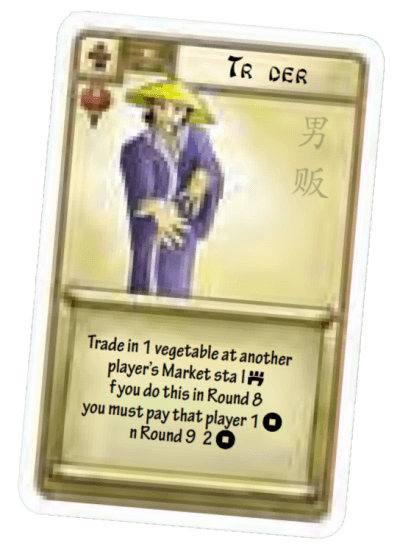 TR DER
男
贩
Trade in 1 vegetable at another
player's Market sta l
f you do this in Round 8
you must pay that player 1
n Round 9 2